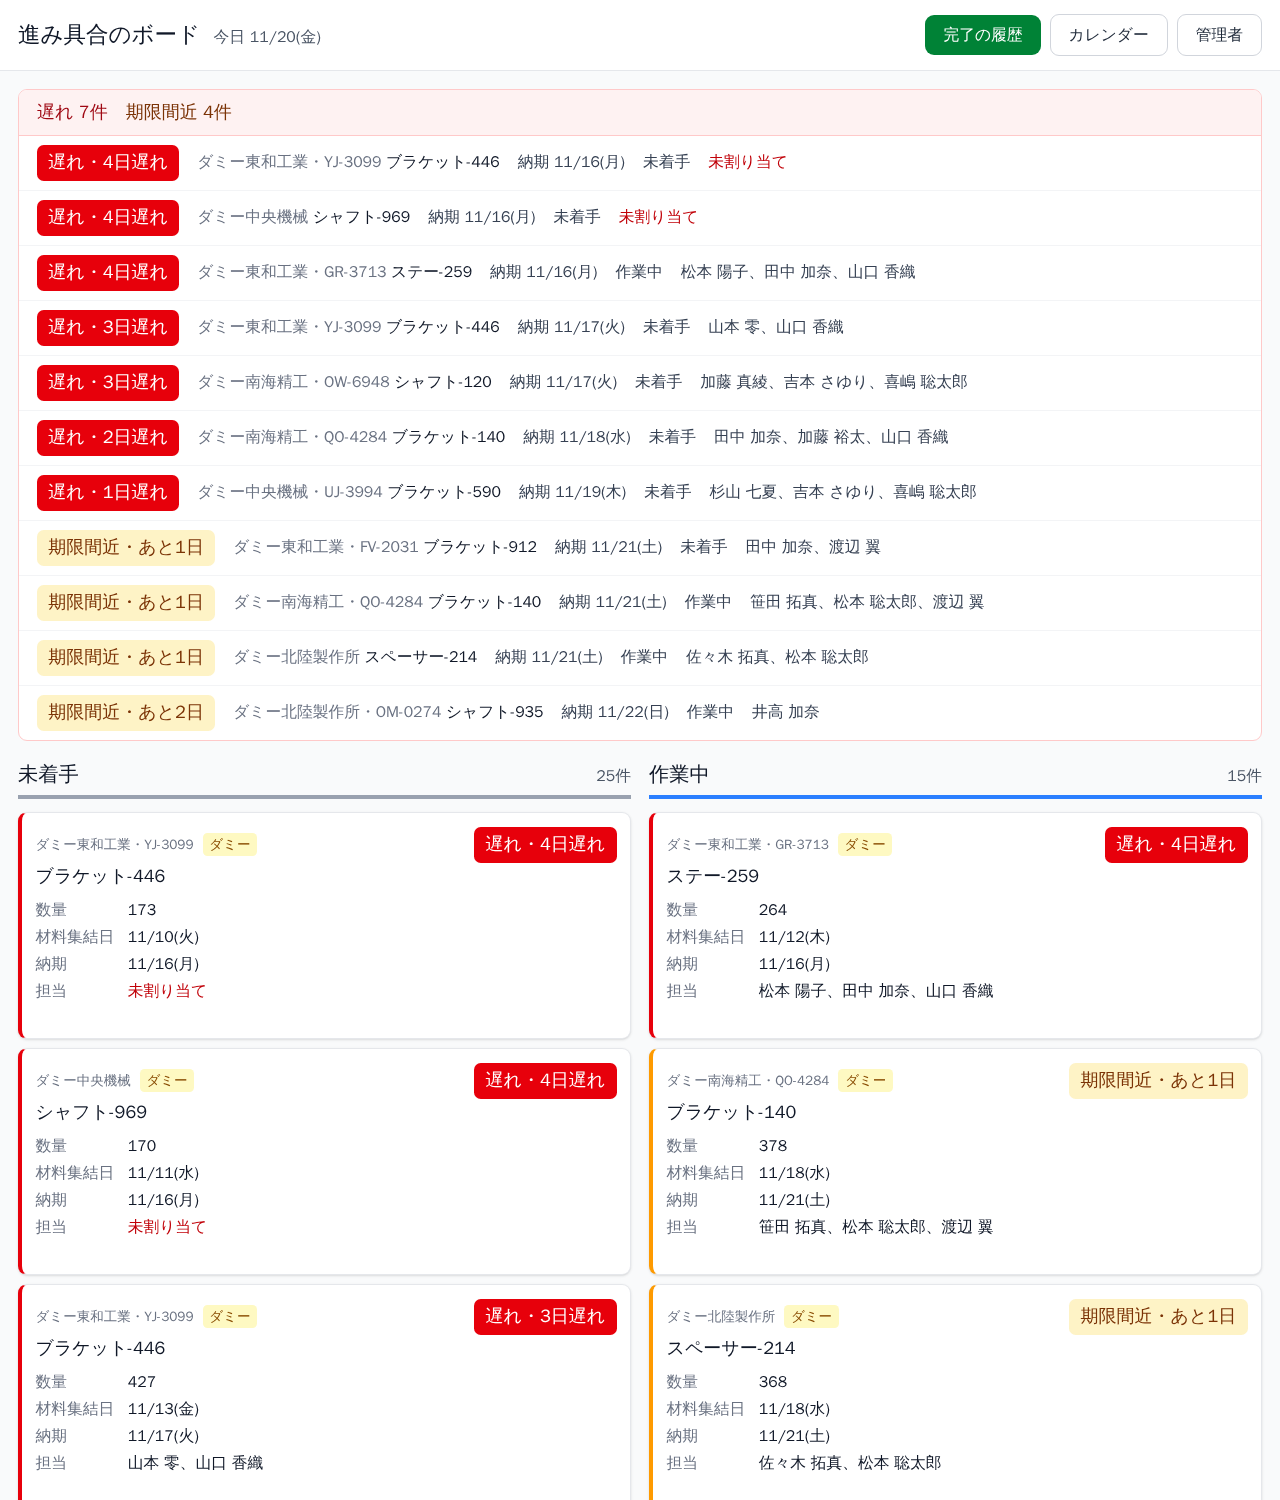 進み具合のボード 今日 11/20(金) 完了の履歴 カレンダー 管理者
遅れ 7件 期限間近 4件
遅れ・4日遅れ ダミー東和工業・YJ-3099 ブラケット-446 納期 11/16(月) 未着手 未割り当て
遅れ・4日遅れ ダミー中央機械 シャフト-969 納期 11/16(月) 未着手 未割り当て
遅れ・4日遅れ ダミー東和工業・GR-3713 ステー-259 納期 11/16(月) 作業中 松本 陽子、田中 加奈、山口 香織
遅れ・3日遅れ ダミー東和工業・YJ-3099 ブラケット-446 納期 11/17(火) 未着手 山本 零、山口 香織
遅れ・3日遅れ ダミー南海精工・OW-6948 シャフト-120 納期 11/17(火) 未着手 加藤 真綾、吉本 さゆり、喜嶋 聡太郎
遅れ・2日遅れ ダミー南海精工・QO-4284 ブラケット-140 納期 11/18(水) 未着手 田中 加奈、加藤 裕太、山口 香織
遅れ・1日遅れ ダミー中央機械・UJ-3994 ブラケット-590 納期 11/19(木) 未着手 杉山 七夏、吉本 さゆり、喜嶋 聡太郎
期限間近・あと1日 ダミー東和工業・FV-2031 ブラケット-912 納期 11/21(土) 未着手 田中 加奈、渡辺 翼
期限間近・あと1日 ダミー南海精工・QO-4284 ブラケット-140 納期 11/21(土) 作業中 笹田 拓真、松本 聡太郎、渡辺 翼
期限間近・あと1日 ダミー北陸製作所 スペーサー-214 納期 11/21(土) 作業中 佐々木 拓真、松本 聡太郎
期限間近・あと2日 ダミー北陸製作所・OM-0274 シャフト-935 納期 11/22(日) 作業中 井高 加奈
未着手 25件
ダミー東和工業・YJ-3099 ダミー 遅れ・4日遅れ
ブラケット-446
数量 173
材料集結日 11/10(火)
納期 11/16(月)
担当 未割り当て
ダミー中央機械 ダミー 遅れ・4日遅れ
シャフト-969
数量 170
材料集結日 11/11(水)
納期 11/16(月)
担当 未割り当て
ダミー東和工業・YJ-3099 ダミー 遅れ・3日遅れ
ブラケット-446
数量 427
材料集結日 11/13(金)
納期 11/17(火)
担当 山本 零、山口 香織
作業中 15件
ダミー東和工業・GR-3713 ダミー 遅れ・4日遅れ
ステー-259
数量 264
材料集結日 11/12(木)
納期 11/16(月)
担当 松本 陽子、田中 加奈、山口 香織
ダミー南海精工・QO-4284 ダミー 期限間近・あと1日
ブラケット-140
数量 378
材料集結日 11/18(水)
納期 11/21(土)
担当 笹田 拓真、松本 聡太郎、渡辺 翼
ダミー北陸製作所 ダミー 期限間近・あと1日
スペーサー-214
数量 368
材料集結日 11/18(水)
納期 11/21(土)
担当 佐々木 拓真、松本 聡太郎